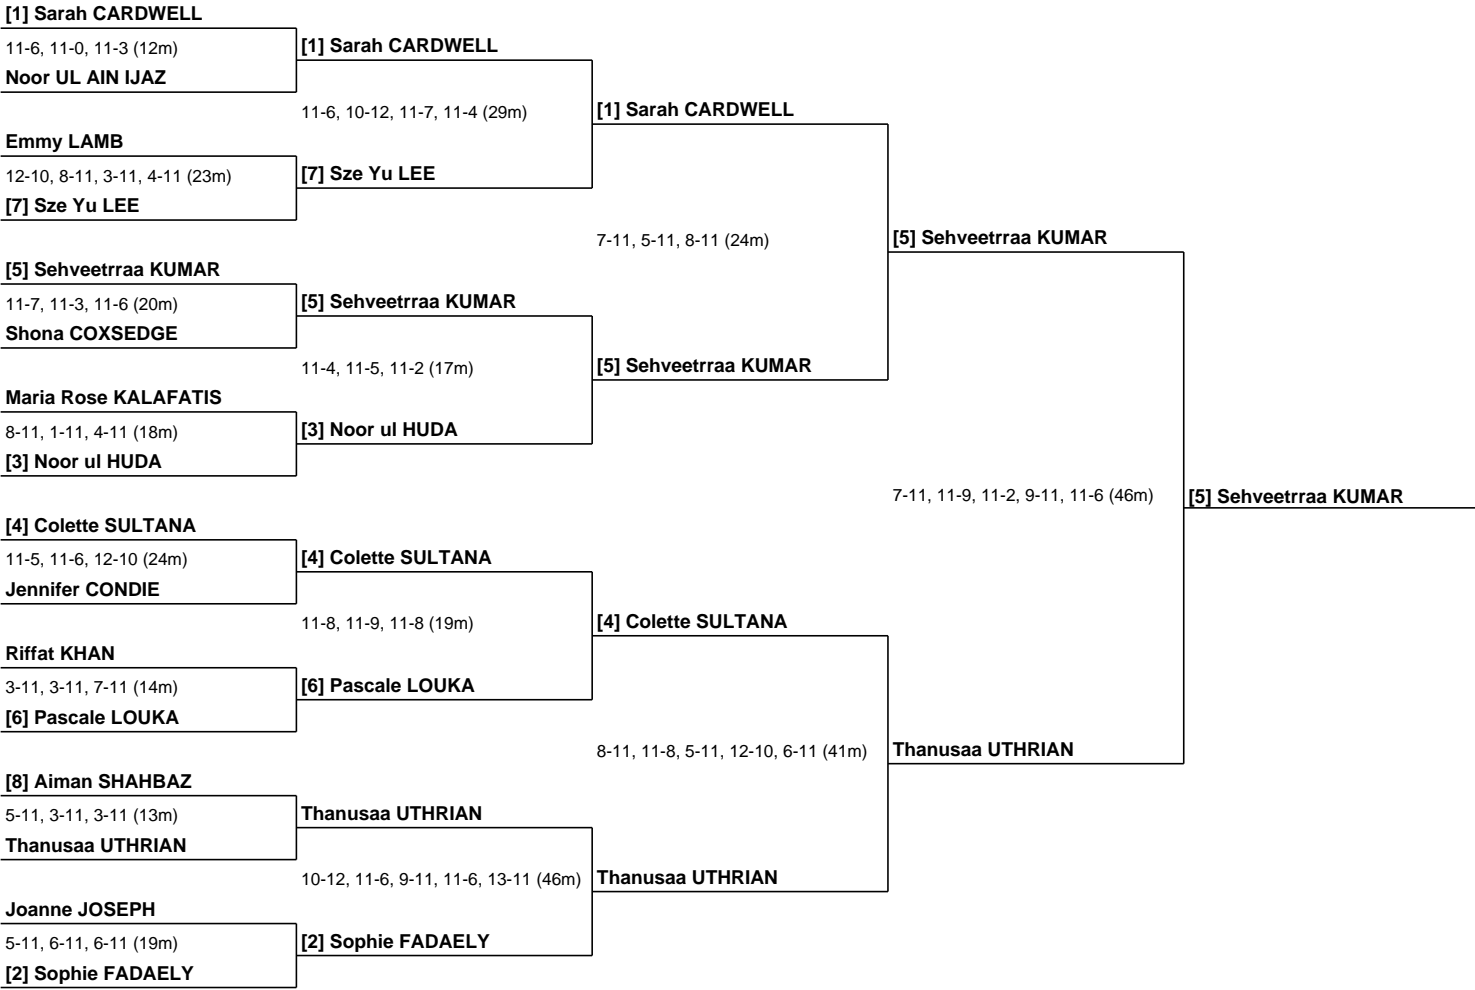 [1] Sarah CARDWELL
11-6, 11-0, 11-3 (12m)
[1] Sarah CARDWELL
Noor UL AIN IJAZ
11-6, 10-12, 11-7, 11-4 (29m)
[1] Sarah CARDWELL
Emmy LAMB
12-10, 8-11, 3-11, 4-11 (23m)
[7] Sze Yu LEE
[7] Sze Yu LEE
7-11, 5-11, 8-11 (24m)
[5] Sehveetrraa KUMAR
[5] Sehveetrraa KUMAR
11-7, 11-3, 11-6 (20m)
[5] Sehveetrraa KUMAR
Shona COXSEDGE
11-4, 11-5, 11-2 (17m)
[5] Sehveetrraa KUMAR
Maria Rose KALAFATIS
8-11, 1-11, 4-11 (18m)
[3] Noor ul HUDA
[3] Noor ul HUDA
7-11, 11-9, 11-2, 9-11, 11-6 (46m)
[5] Sehveetrraa KUMAR
[4] Colette SULTANA
11-5, 11-6, 12-10 (24m)
[4] Colette SULTANA
Jennifer CONDIE
11-8, 11-9, 11-8 (19m)
[4] Colette SULTANA
Riffat KHAN
3-11, 3-11, 7-11 (14m)
[6] Pascale LOUKA
[6] Pascale LOUKA
8-11, 11-8, 5-11, 12-10, 6-11 (41m)
Thanusaa UTHRIAN
[8] Aiman SHAHBAZ
5-11, 3-11, 3-11 (13m)
Thanusaa UTHRIAN
Thanusaa UTHRIAN
10-12, 11-6, 9-11, 11-6, 13-11 (46m)
Thanusaa UTHRIAN
Joanne JOSEPH
5-11, 6-11, 6-11 (19m)
[2] Sophie FADAELY
[2] Sophie FADAELY